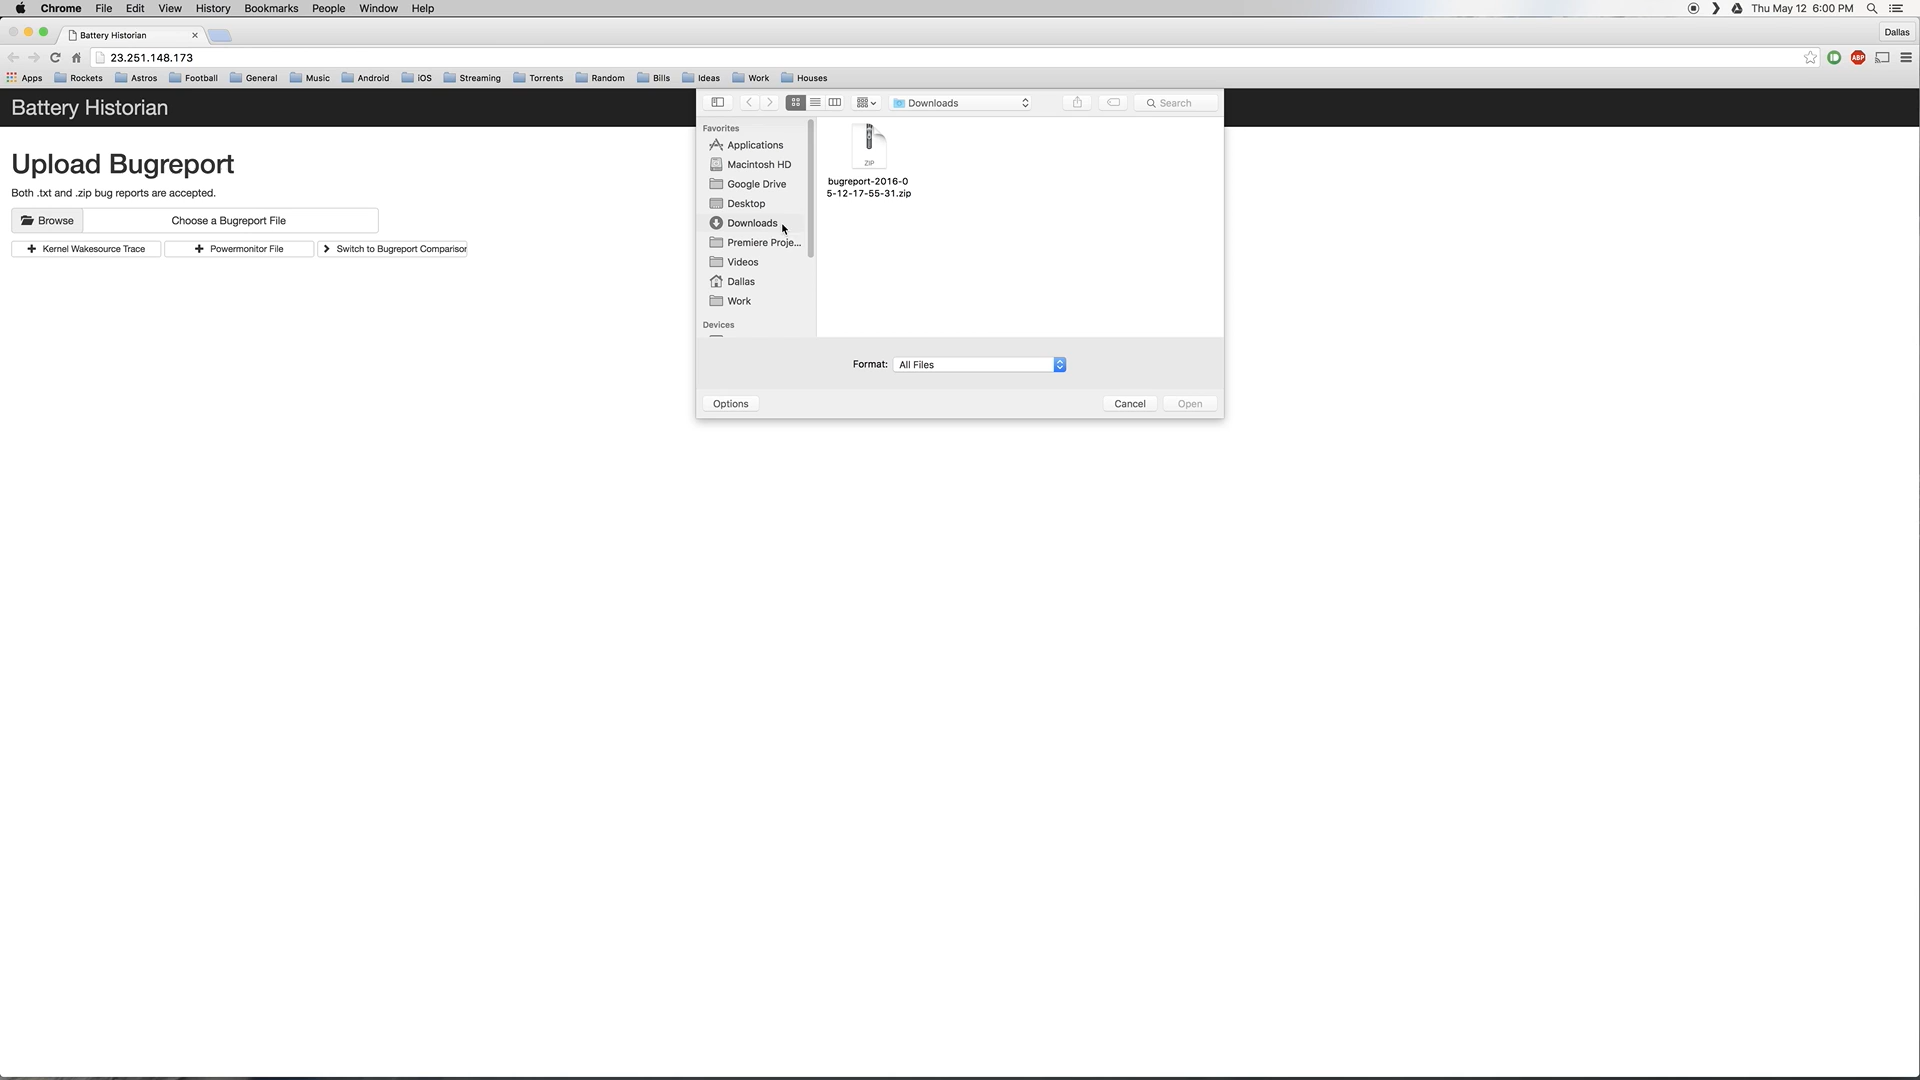 Chrome File Edit View History Bookmarks People Window Help Thu May 12 6:00 PM
Battery Historian Dallas
23.251.148.173 ABP
Apps Rockets Astros Football General Music Android iOS Streaming Torrents Random Bills Ideas Work Houses
Battery Historian
Upload Bugreport
Both .txt and .zip bug reports are accepted.
Browse Choose a Bugreport File
Kernel Wakesource Trace Powermonitor File Switch to Bugreport Comparison
Downloads Search
Favorites
Applications
Macintosh HD
Google Drive
Desktop
Downloads
Premiere Proje...
Videos
Dallas
Work
Devices
ZIP
bugreport-2016-0
5-12-17-55-31.zip
Format: All Files
Options Cancel Open